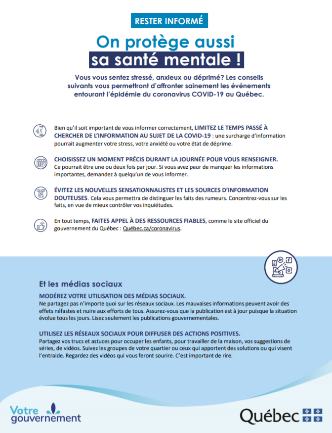 RESTER INFORMÉ
On protège aussi
sa santé mentale !
Vous vous sentez stressé, anxieux ou déprimé? Les conseils
suivants vous permettront d'affronter sainement les événements
entourant l'épidémie du coronavirus COVID-19 au Québec.
Bien qu'il soit important de vous informer correctement, LIMITEZ LE TEMPS PASSÉ À
CHERCHER DE L'INFORMATION AU SUJET DE LA COVID-19 : une surcharge d'information
pourrait augmenter votre stress, votre anxiété ou votre état de déprime.
CHOISISSEZ UN MOMENT PRÉCIS DURANT LA JOURNÉE POUR VOUS RENSEIGNER.
Ce pourrait être une ou deux fois par jour. Si vous avez peur de manquer les informations
importantes, demandez à quelqu'un de vous informer.
ÉVITEZ LES NOUVELLES SENSATIONNALISTES ET LES SOURCES D'INFORMATION
DOUTEUSES. Cela vous permettra de distinguer les faits des rumeurs. Concentrez-vous sur les
faits, en vue de mieux contrôler vos inquiétudes.
En tout temps, FAITES APPEL À DES RESSOURCES FIABLES, comme le site officiel du
gouvernement du Québec : Québec.ca/coronavirus.
Et les médias sociaux
MODÉREZ VOTRE UTILISATION DES MÉDIAS SOCIAUX.
Ne partagez pas n'importe quoi sur les réseaux sociaux. Les mauvaises informations peuvent avoir des
effets néfastes et nuire aux efforts de tous. Assurez-vous que la publication est à jour puisque la situation
évolue tous les jours. Lisez seulement les publications gouvernementales.
UTILISEZ LES RÉSEAUX SOCIAUX POUR DIFFUSER DES ACTIONS POSITIVES.
Partagez vos trucs et astuces pour occuper les enfants, pour travailler de la maison, vos suggestions de
séries, de vidéos. Suivez les groupes de votre quartier ou ceux qui apportent des solutions ou qui visent
l'entraide. Regardez des vidéos qui vous feront sourire. C'est important de rire.
Votre
gouvernement
Québec